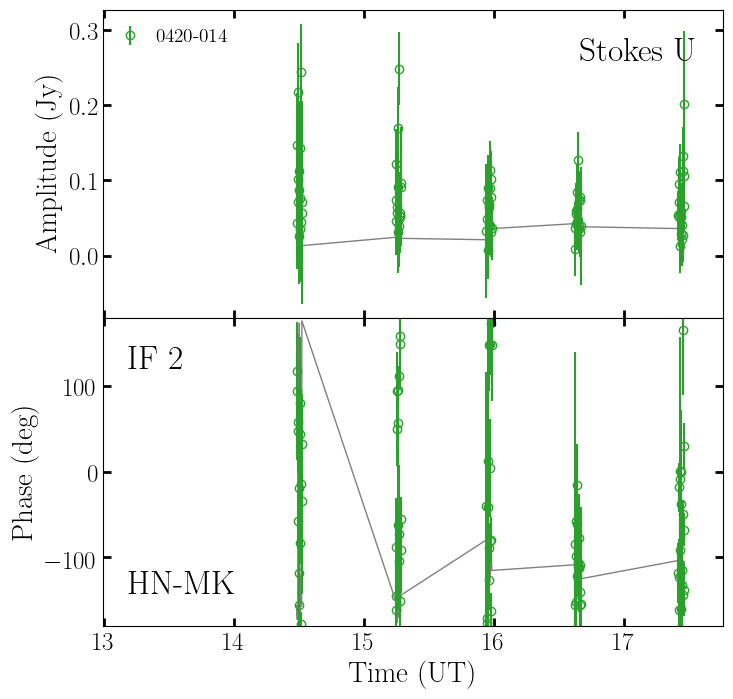 0420-014
Stokes U
Amplitude (Jy)
0.3
0.2
0.1
0.0
IF 2
HN-MK
Phase (deg)
100
0
−100
13 14 15 16 17
Time (UT)